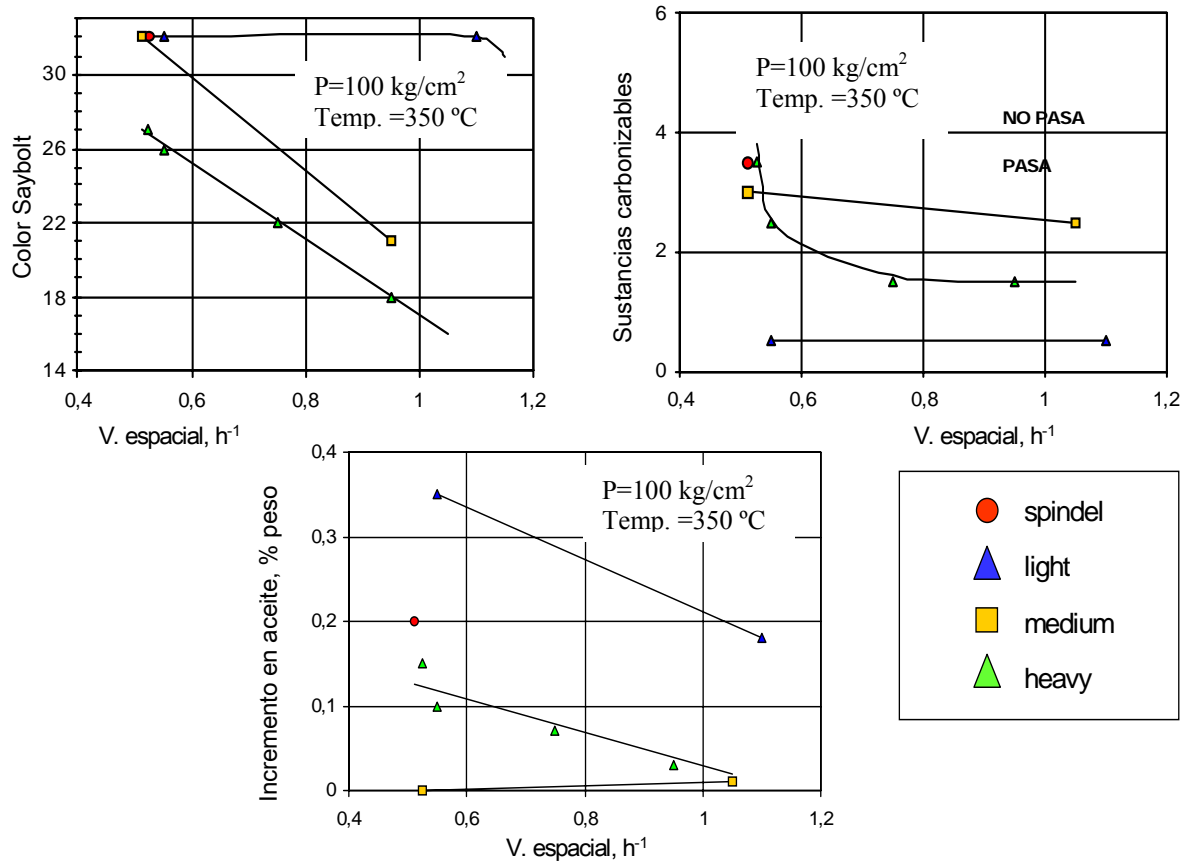 32
28
26
22
18
14
0,4
0,6
0,8
1
1,2
Color Saybolt
V. espacial, h⁻¹
P=100 kg/cm²
Temp. =350 ºC
6
4
2
0
0,4
0,6
0,8
1
1,2
Sustancias carbonizables
V. espacial, h⁻¹
P=100 kg/cm²
Temp. =350 ºC
NO PASA
PASA
0,4
0,3
0,2
0,1
0
0,4
0,6
0,8
1
1,2
Incremento en aceite, % peso
V. espacial, h⁻¹
P=100 kg/cm²
Temp. =350 ºC
spindel
light
medium
heavy